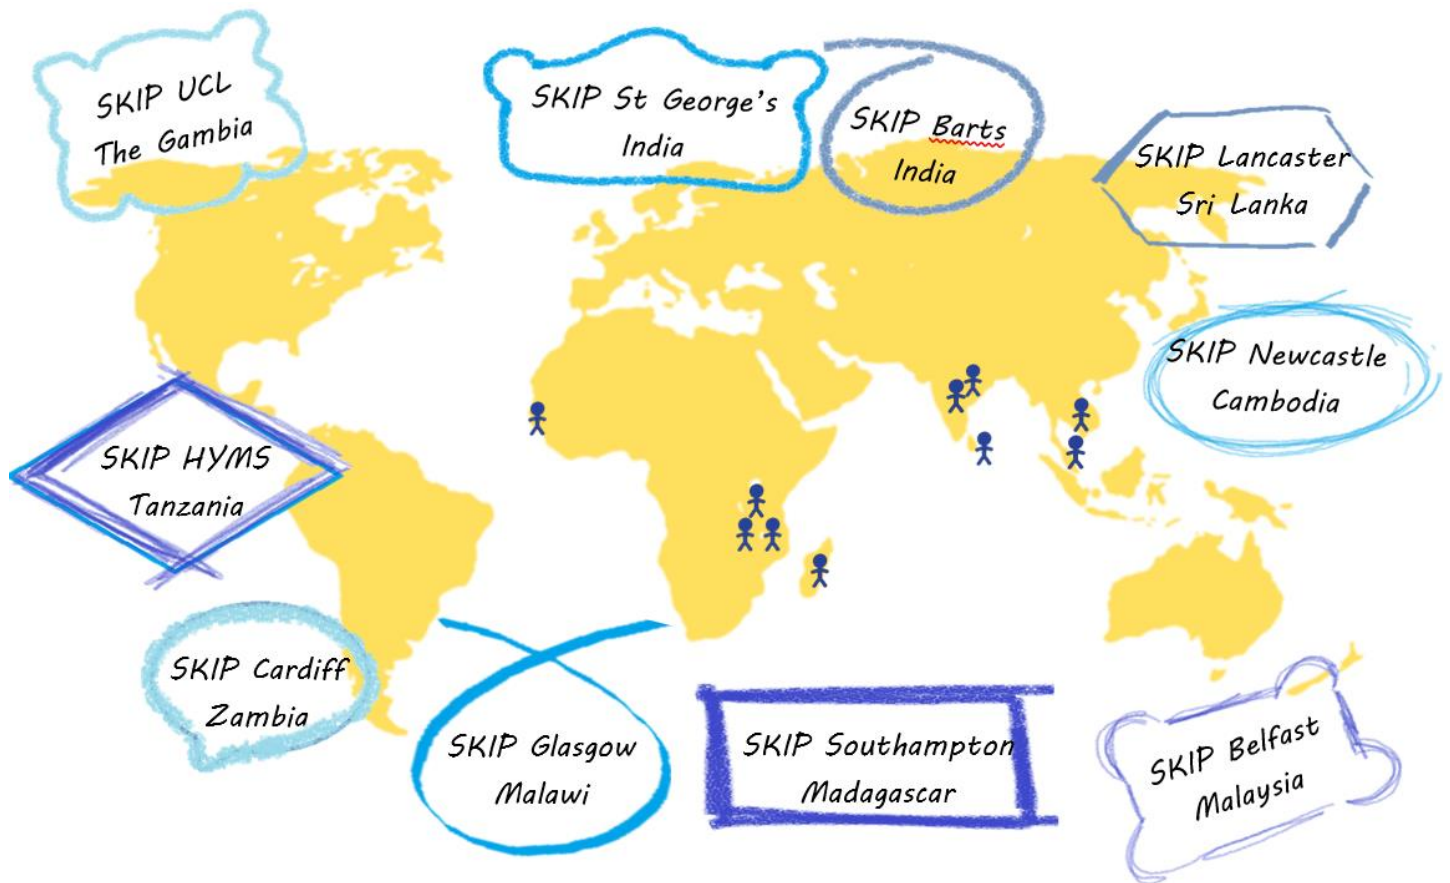 SKIP UCL
The Gambia
SKIP St George's
India
SKIP Barts
India
SKIP Lancaster
Sri Lanka
SKIP Newcastle
Cambodia
SKIP HYMS
Tanzania
SKIP Cardiff
Zambia
SKIP Glasgow
Malawi
SKIP Southampton
Madagascar
SKIP Belfast
Malaysia